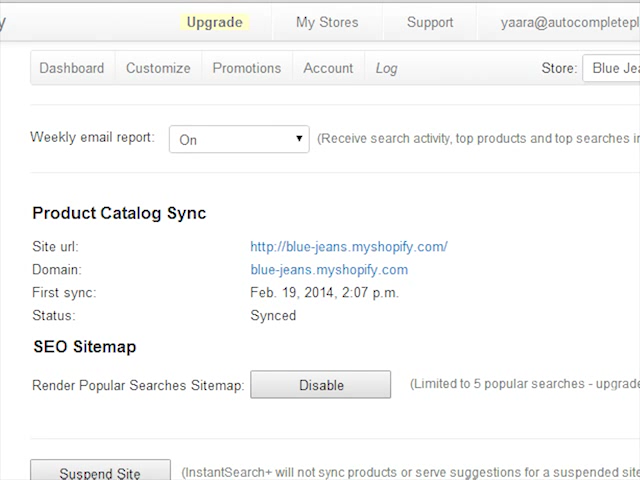 Upgrade My Stores Support yaara@autocompletepl
Dashboard Customize Promotions Account Log Store: Blue Jea
Weekly email report: On (Receive search activity, top products and top searches in
Product Catalog Sync
Site url: http://blue-jeans.myshopify.com/
Domain: blue-jeans.myshopify.com
First sync: Feb. 19, 2014, 2:07 p.m.
Status: Synced
SEO Sitemap
Render Popular Searches Sitemap: Disable (Limited to 5 popular searches - upgrade
Suspend Site (InstantSearch+ will not sync products or serve suggestions for a suspended site